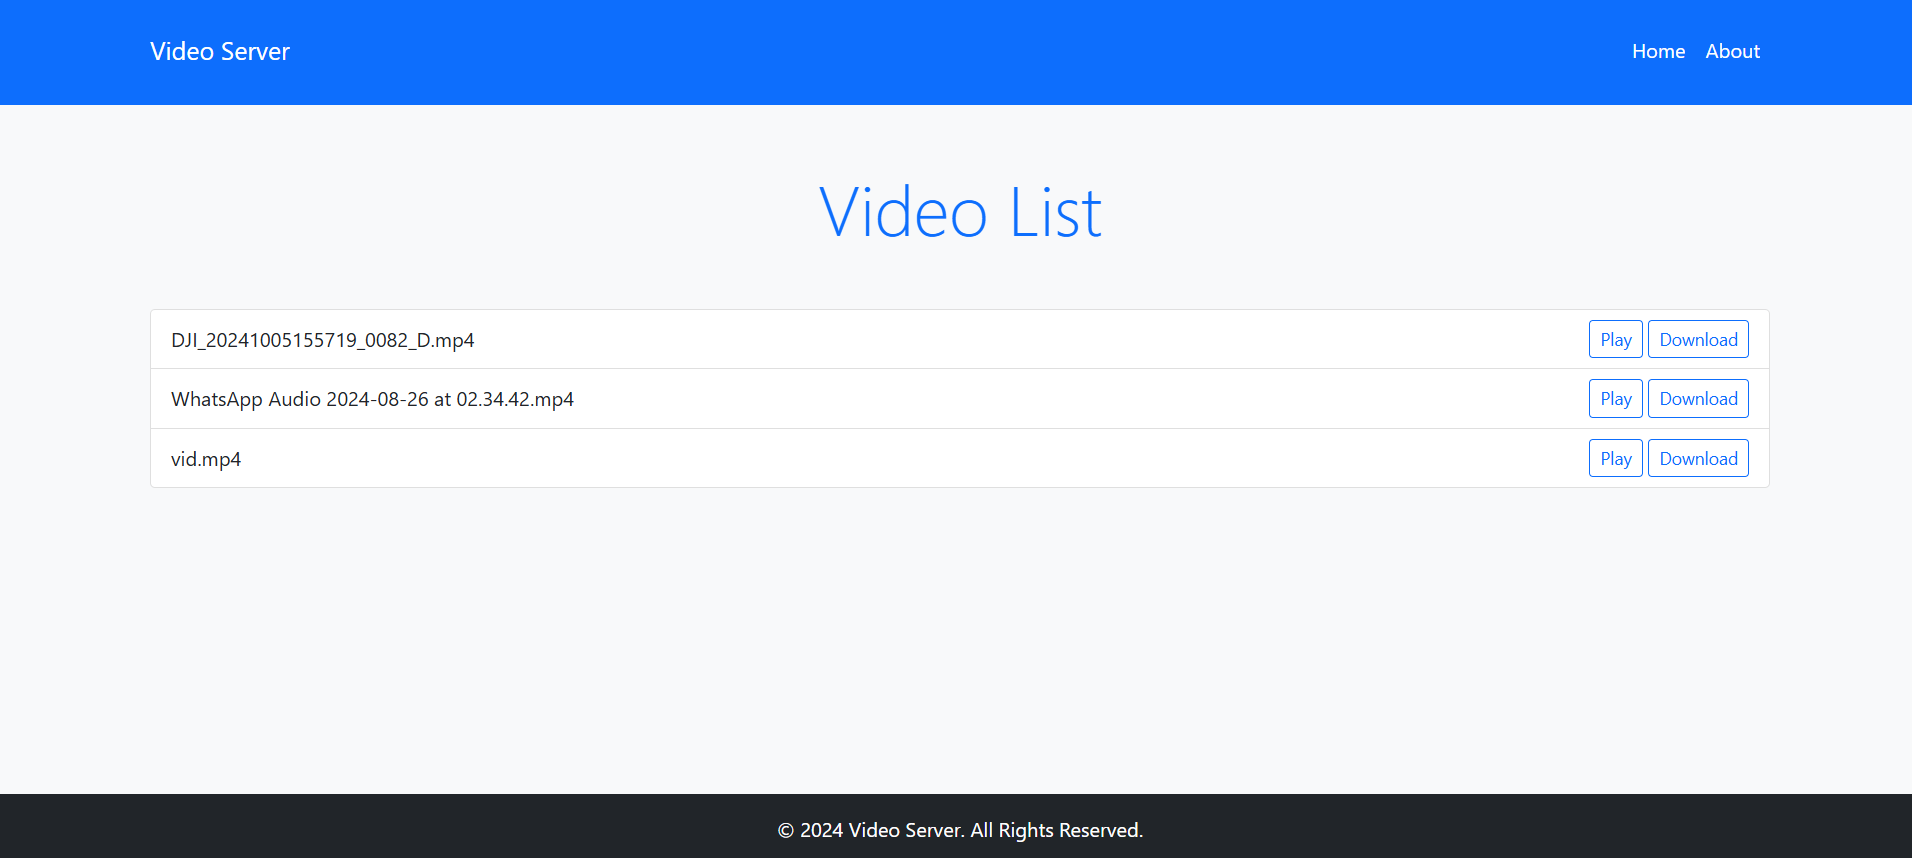 Video Server
Home About
Video List
DJI_20241005155719_0082_D.mp4 Play Download
WhatsApp Audio 2024-08-26 at 02.34.42.mp4 Play Download
vid.mp4 Play Download
© 2024 Video Server. All Rights Reserved.